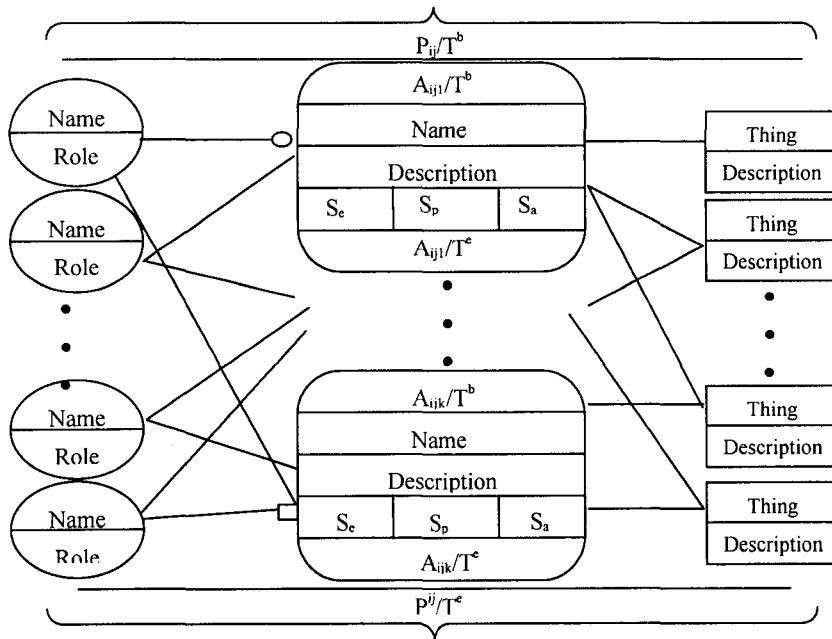 P_ij/T^b
A_ij1/T^b
Name
Role
Name
Description
S_e S_p S_a
A_ij1/T^e
Thing
Description
Name
Role
Thing
Description
A_ijk/T^b
Name
Role
Name
Description
S_e S_p S_a
A_ijk/T^e
Thing
Description
Name
Role
Thing
Description
P^ij/T^e